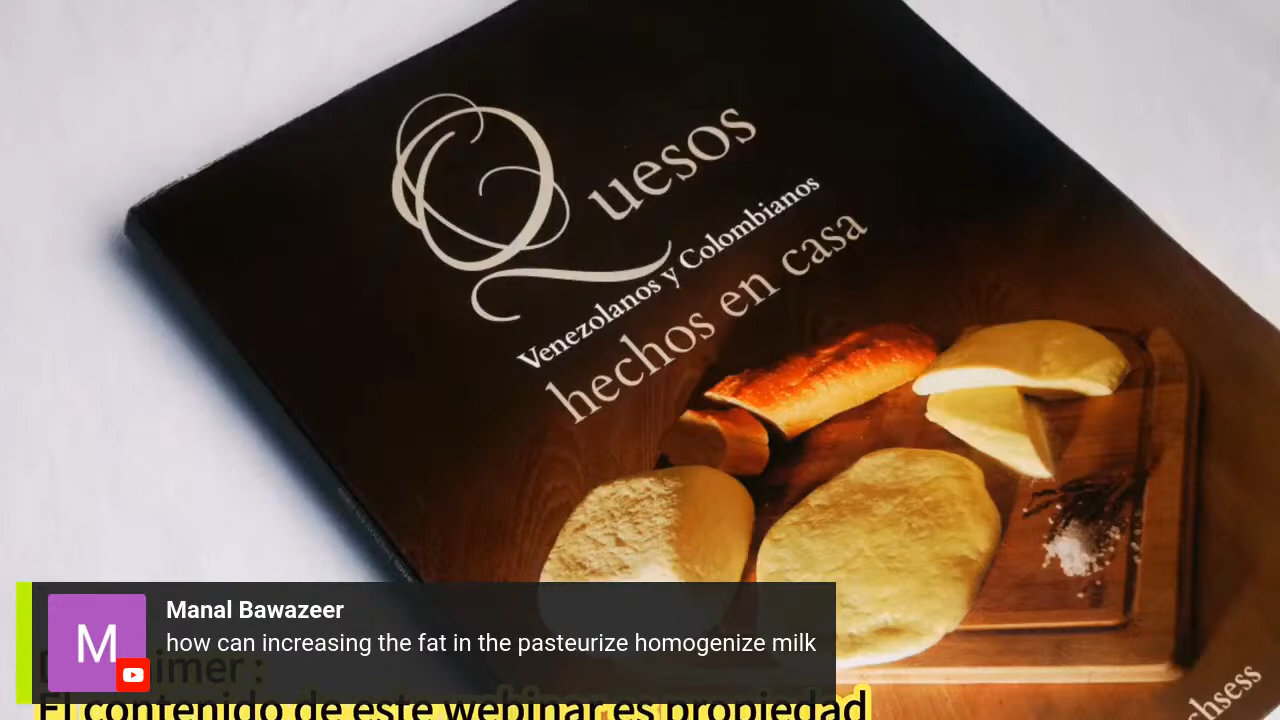 Quesos
Venezolanos y Colombianos
hechos en casa
chsess
M
Manal Bawazeer
how can increasing the fat in the pasteurize homogenize milk
El contenido de este webinar es propiedad